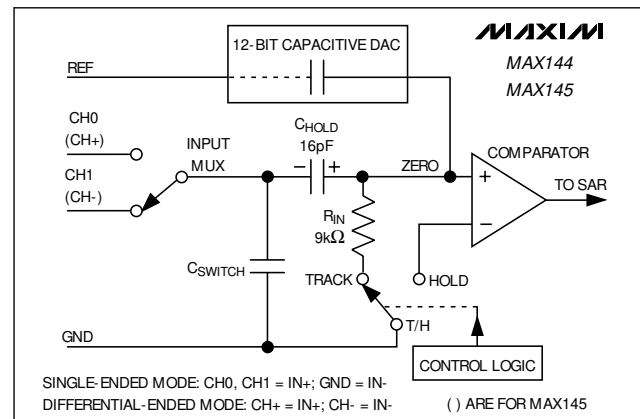 12-BIT CAPACITIVE DAC
MAXIM
MAX144
MAX145
REF
CH0
(CH+)
CH1
(CH-)
INPUT
MUX
CHOLD
16pF
− +
ZERO
COMPARATOR
+
−
TO SAR
RIN
9kΩ
CSWITCH
TRACK
HOLD
T/H
GND
CONTROL LOGIC
SINGLE-ENDED MODE: CH0, CH1 = IN+; GND = IN-
DIFFERENTIAL-ENDED MODE: CH+ = IN+; CH- = IN-
( ) ARE FOR MAX145